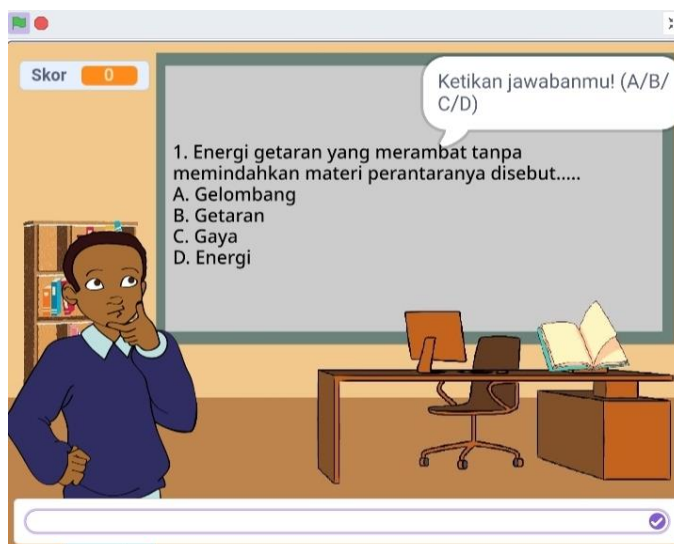 Skor 0
Ketikan jawabanmu! (A/B/
C/D)
1. Energi getaran yang merambat tanpa
memindahkan materi perantaranya disebut.....
A. Gelombang
B. Getaran
C. Gaya
D. Energi